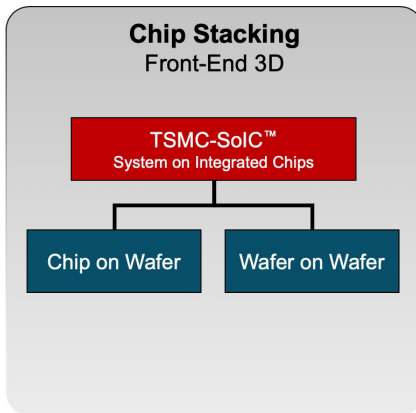 Chip Stacking
Front-End 3D
TSMC-SoIC™
System on Integrated Chips
Chip on Wafer
Wafer on Wafer